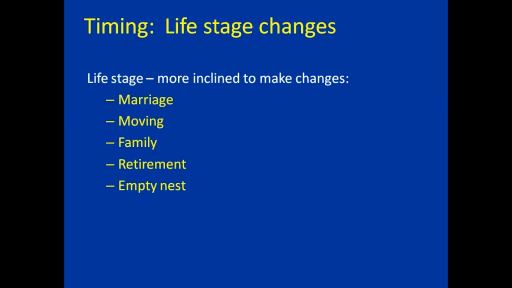 Timing:  Life stage changes
Life stage – more inclined to make changes:
– Marriage
– Moving
– Family
– Retirement
– Empty nest